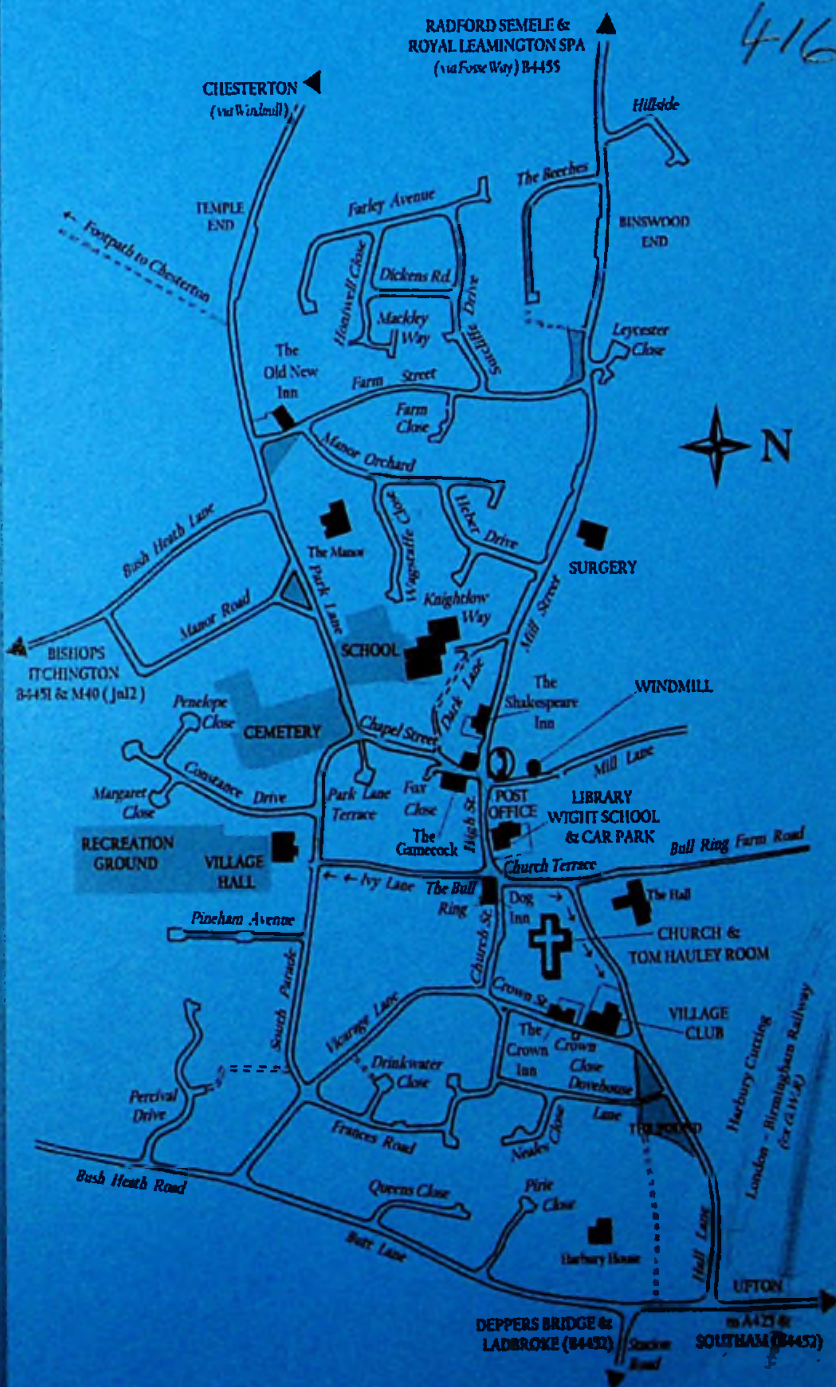 416
RADFORD SEMELE &
ROYAL LEAMINGTON SPA
(via Fosse Way) B4455
CHESTERTON
(via Windmill)
Hillside
The Beeches
TEMPLE
END
Farley Avenue
BINSWOOD
END
← Footpath to Chesterton
Honiwell Close
Dickens Rd.
Mackley
Way
Sutcliffe Drive
Leycester
Close
The
Old New
Inn
Farm Street
Farm
Close
N
Manor Orchard
Bush Heath Lane
Wagstaffe Close
Heber Drive
The Manor
SURGERY
Park Lane
Manor Road
Knightlow
Way
Mill Street
SCHOOL
BISHOPS
ITCHINGTON
B4451 & M40 (Jn12)
Dark Lane
The
Shakespeare
Inn
WINDMILL
Penelope
Close
CEMETERY
Chapel Street
Mill Lane
Constance Drive
Margaret
Close
Park Lane
Terrace
Fox
Close
The
Gamecock
High St.
POST
OFFICE
LIBRARY
WIGHT SCHOOL
& CAR PARK
RECREATION
GROUND
VILLAGE
HALL
Church Terrace
Bull Ring Farm Road
← ← Ivy Lane
The Bull
Ring
Dog
Inn
The Hall
Pineham Avenue
Church St.
CHURCH &
TOM HAULEY ROOM
South Parade
Vicarage Lane
Crown St.
The
Crown
Inn
Crown
Close
VILLAGE
CLUB
Drinkwater
Close
Dovehouse
Lane
Percival
Drive
Frances Road
Neales Close
THE POUND
Harbury Cutting
London - Birmingham Railway
(ex G.W.R)
Bush Heath Road
Queens Close
Pirie
Close
Butt Lane
Harbury House
Hall Lane
UFTON
to A425 &
SOUTHAM (B4452)
DEPPERS BRIDGE &
LADBROKE (B4452)
Station
Road